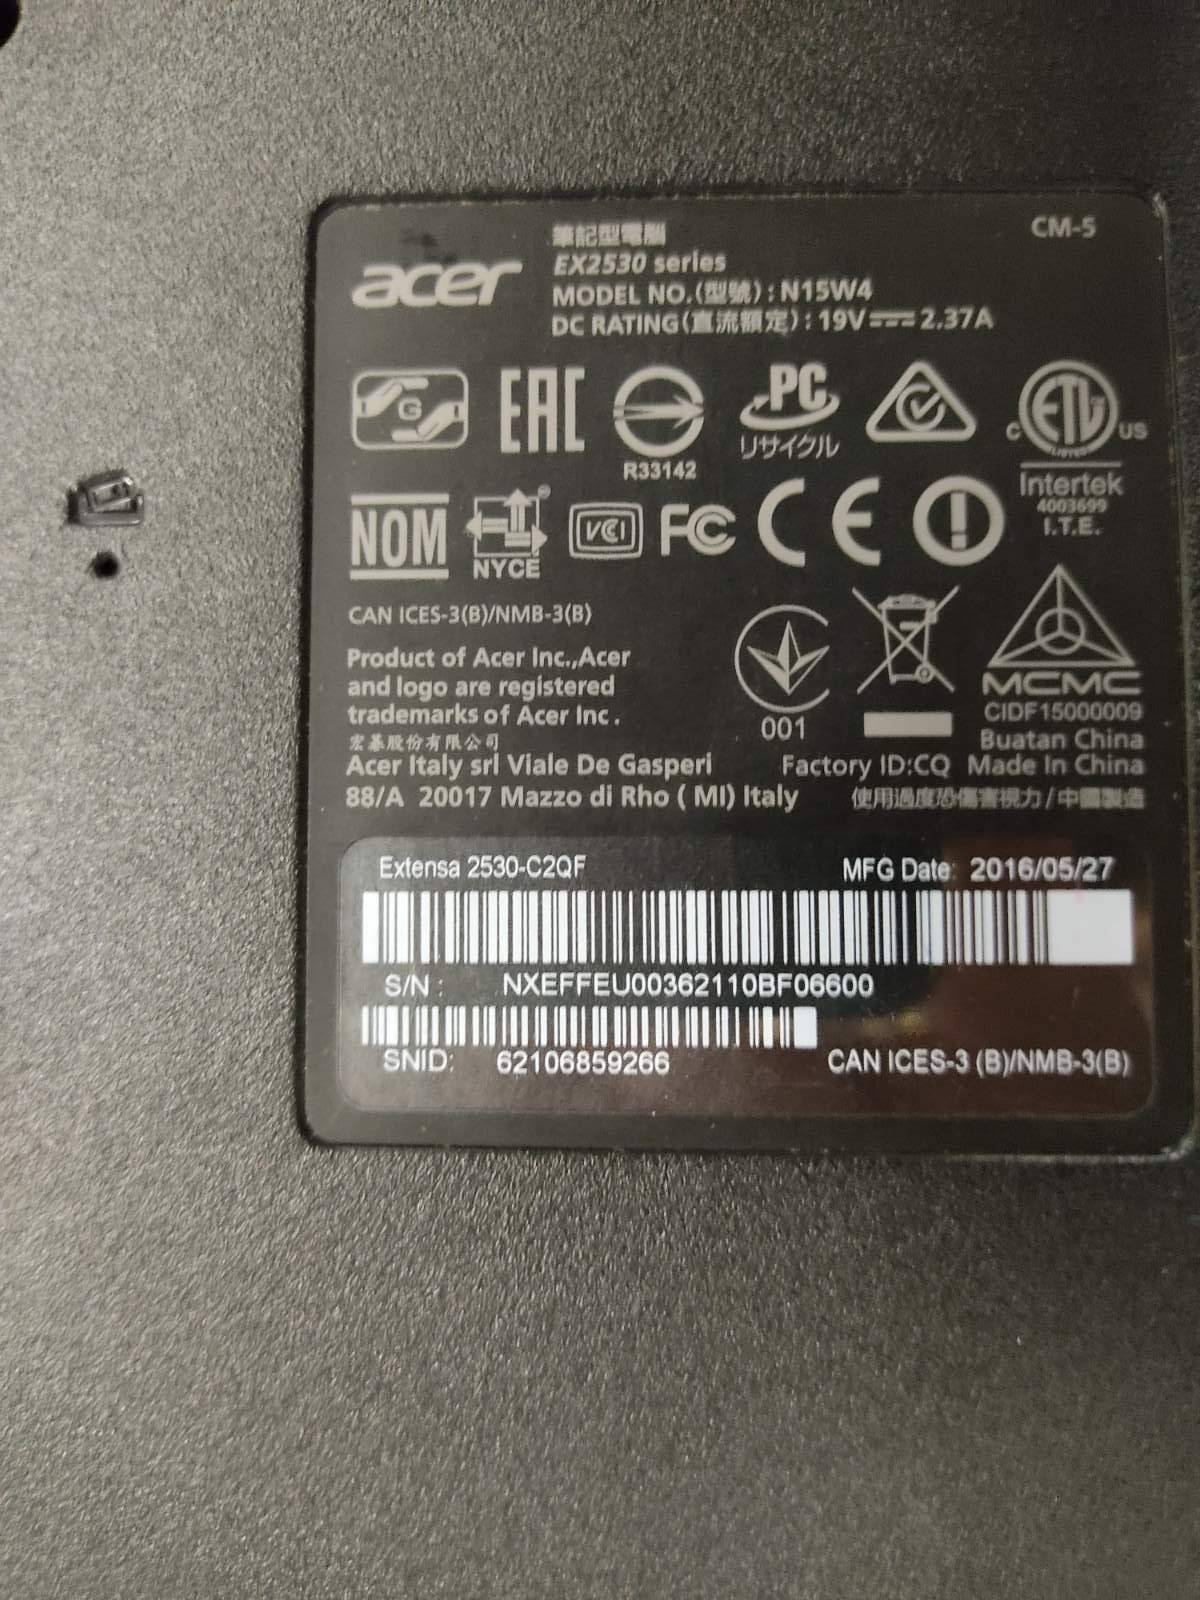 筆記型電腦
CM-5
acer
EX2530 series
MODEL NO.(型號) : N15W4
DC RATING(直流額定) : 19V 2.37A
G
EAC
R33142
PC
リサイクル
C ETL US
LISTED
Intertek
4003699
I.T.E.
NOM
NYCE
VCI
FC
CE
CAN ICES-3(B)/NMB-3(B)
Product of Acer Inc.,Acer
and logo are registered
trademarks of Acer Inc .
宏碁股份有限公司
001
MCMC
CIDF15000009
Buatan China
Acer Italy srl Viale De Gasperi
Factory ID:CQ Made In China
88/A 20017 Mazzo di Rho ( MI) Italy
使用過度恐傷害視力 / 中國製造
Extensa 2530-C2QF
MFG Date: 2016/05/27
S/N : NXEFFEU00362110BF06600
SNID: 62106859266
CAN ICES-3 (B)/NMB-3(B)